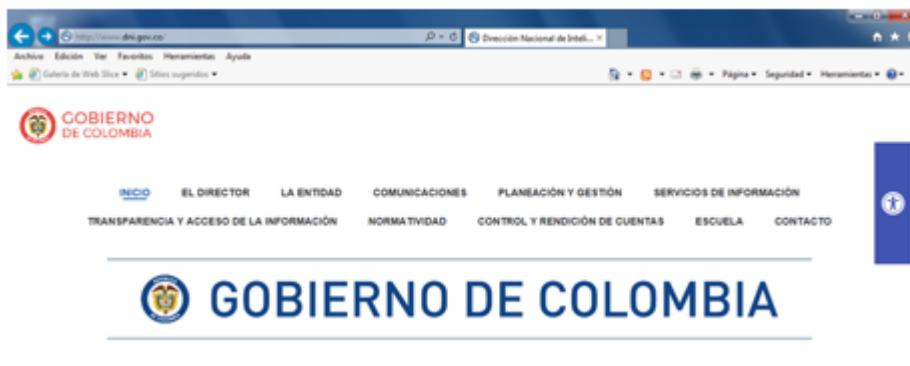 http://www.dni.gov.co/
Dirección Nacional de Inteli...
Archivo Edición Ver Favoritos Herramientas Ayuda
Galería de Web Slice Sitios sugeridos Página Seguridad Herramientas
GOBIERNO
DE COLOMBIA
INICIO EL DIRECTOR LA ENTIDAD COMUNICACIONES PLANEACIÓN Y GESTIÓN SERVICIOS DE INFORMACIÓN
TRANSPARENCIA Y ACCESO DE LA INFORMACIÓN NORMATIVIDAD CONTROL Y RENDICIÓN DE CUENTAS ESCUELA CONTACTO
GOBIERNO DE COLOMBIA